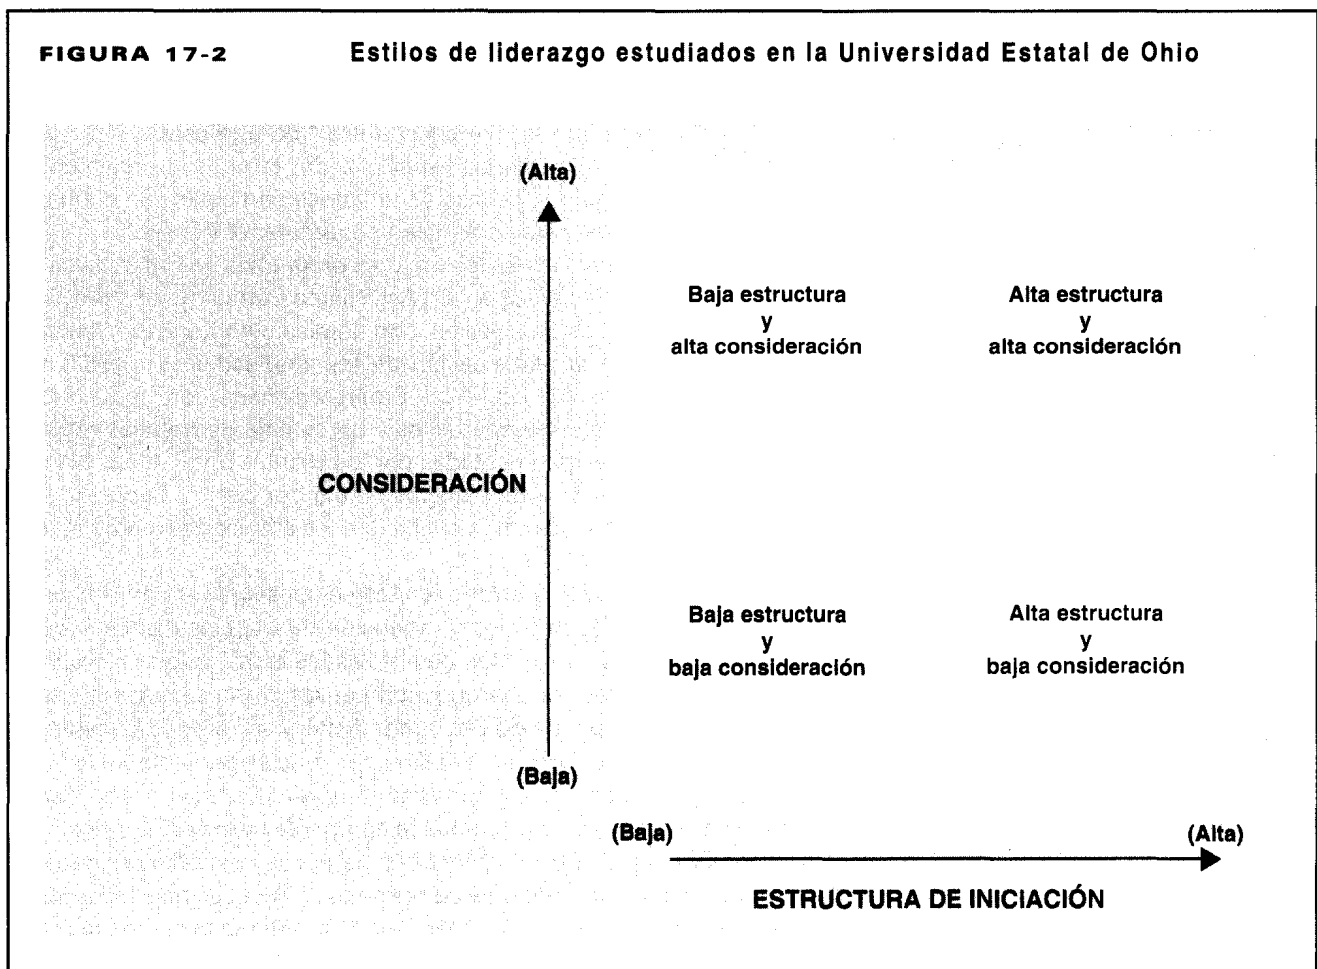 FIGURA 17-2 Estilos de liderazgo estudiados en la Universidad Estatal de Ohio
(Alta)
Baja estructura
y
alta consideración
Alta estructura
y
alta consideración
CONSIDERACIÓN
Baja estructura
y
baja consideración
Alta estructura
y
baja consideración
(Baja)
(Baja)
(Alta)
ESTRUCTURA DE INICIACIÓN